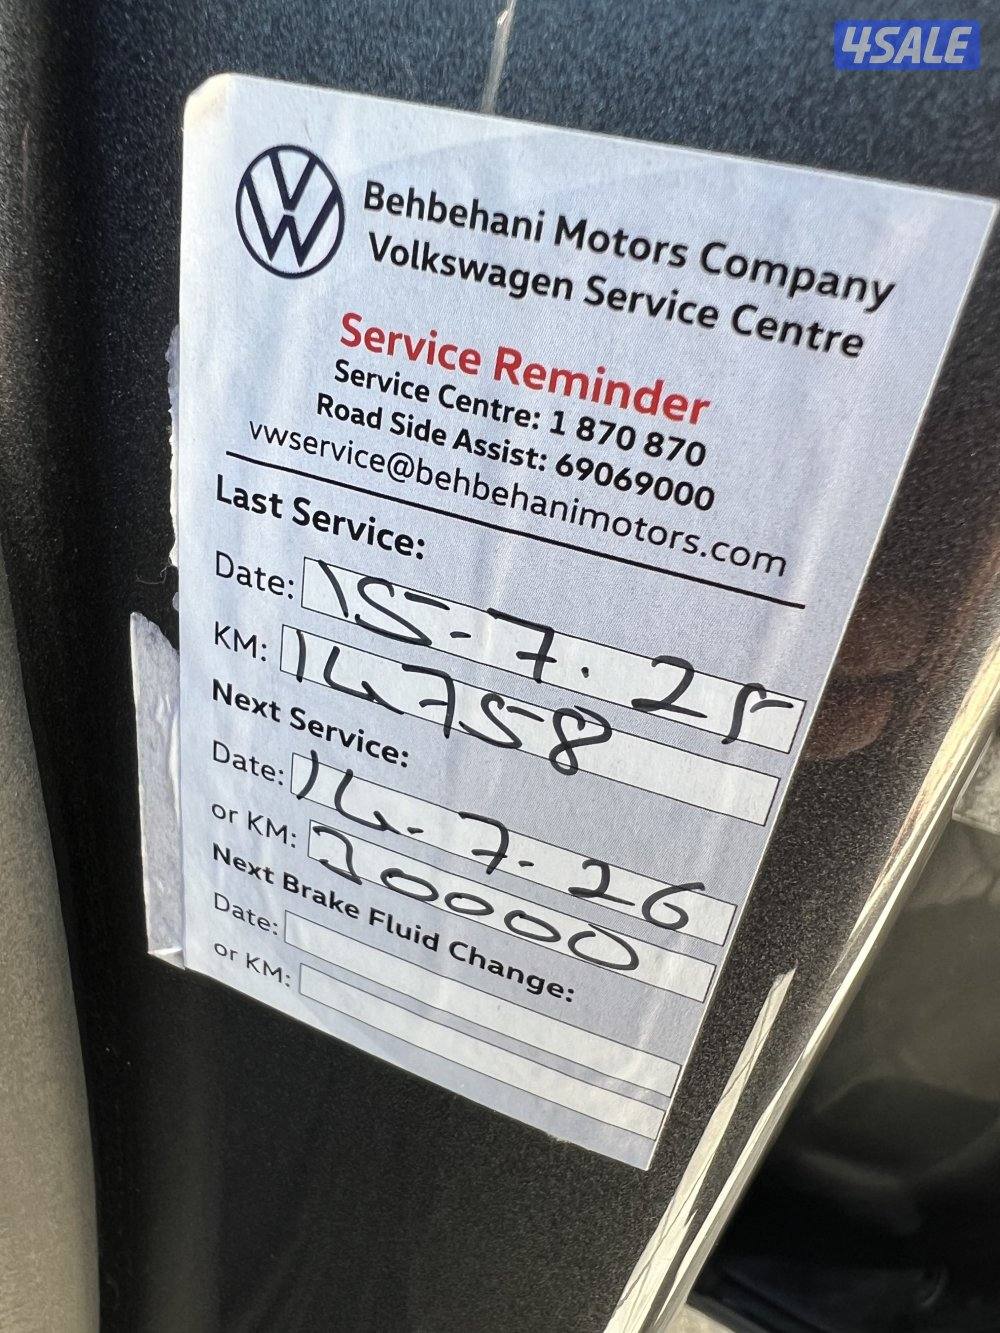 4SALE
Behbehani Motors Company
Volkswagen Service Centre
Service Reminder
Service Centre: 1 870 870
Road Side Assist: 69069000
vwservice@behbehanimotors.com
Last Service:
Date: 15-7.25
KM: 14758
Next Service:
Date: 14-7-26
or KM: 20000
Next Brake Fluid Change:
Date:
or KM: